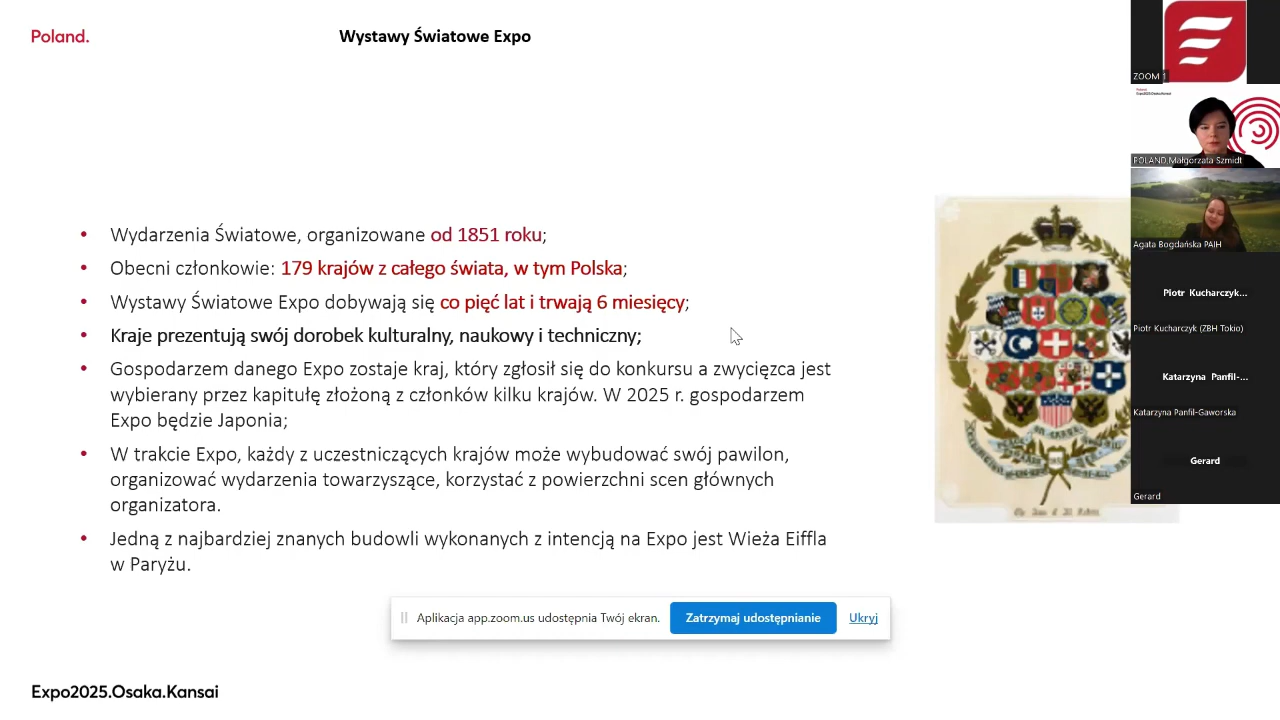 Poland.
Wystawy Światowe Expo
• Wydarzenia Światowe, organizowane od 1851 roku;
• Obecni członkowie: 179 krajów z całego świata, w tym Polska;
• Wystawy Światowe Expo dobywają się co pięć lat i trwają 6 miesięcy;
• Kraje prezentują swój dorobek kulturalny, naukowy i techniczny;
• Gospodarzem danego Expo zostaje kraj, który zgłosił się do konkursu a zwycięzca jest
wybierany przez kapitułę złożoną z członków kilku krajów. W 2025 r. gospodarzem
Expo będzie Japonia;
• W trakcie Expo, każdy z uczestniczących krajów może wybudować swój pawilon,
organizować wydarzenia towarzyszące, korzystać z powierzchni scen głównych
organizatora.
• Jedną z najbardziej znanych budowli wykonanych z intencją na Expo jest Wieża Eiffla
w Paryżu.
Aplikacja app.zoom.us udostępnia Twój ekran.
Zatrzymaj udostępnianie
Ukryj
Expo2025.Osaka.Kansai
ZOOM 1
POLAND Małgorzata Szmidt
Agata Bogdańska PAIH
Piotr Kucharczyk...
Piotr Kucharczyk (ZBH Tokio)
Katarzyna Panfil-...
Katarzyna Panfil-Gaworska
Gerard
Gerard